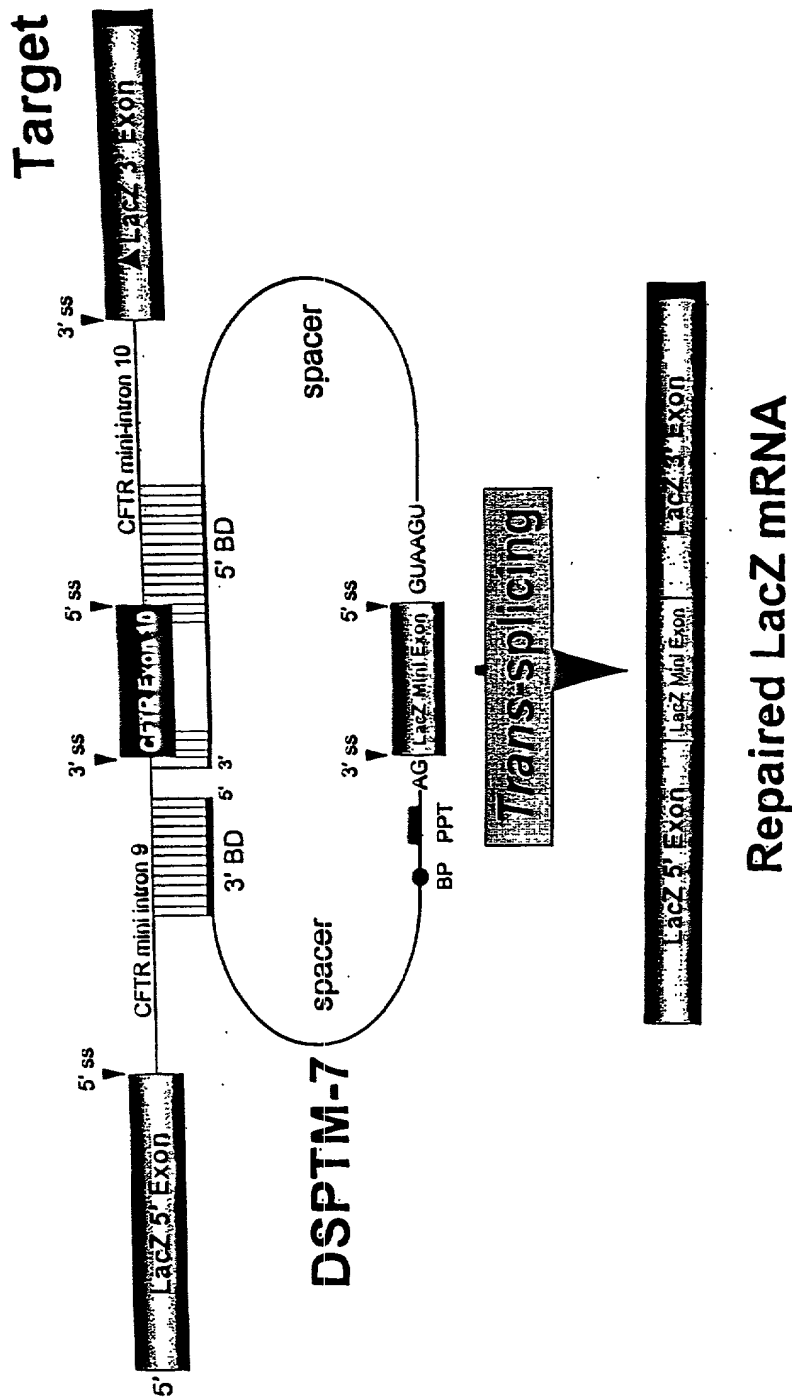 Target
5' ss
3' ss
5' ss
3' ss
5'
LacZ 5' Exon
CFTR mini intron 9
CFTR Exon 10
CFTR mini-intron 10
LacZ 3' Exon
5'
3'
3' BD
5' BD
DSPTM-7
spacer
spacer
3' ss
5' ss
AG
LacZ Mini Exon
GUAAGU
BP
PPT
Trans-splicing
LacZ 5' Exon
LacZ Mini Exon
LacZ 3' Exon
Repaired LacZ mRNA